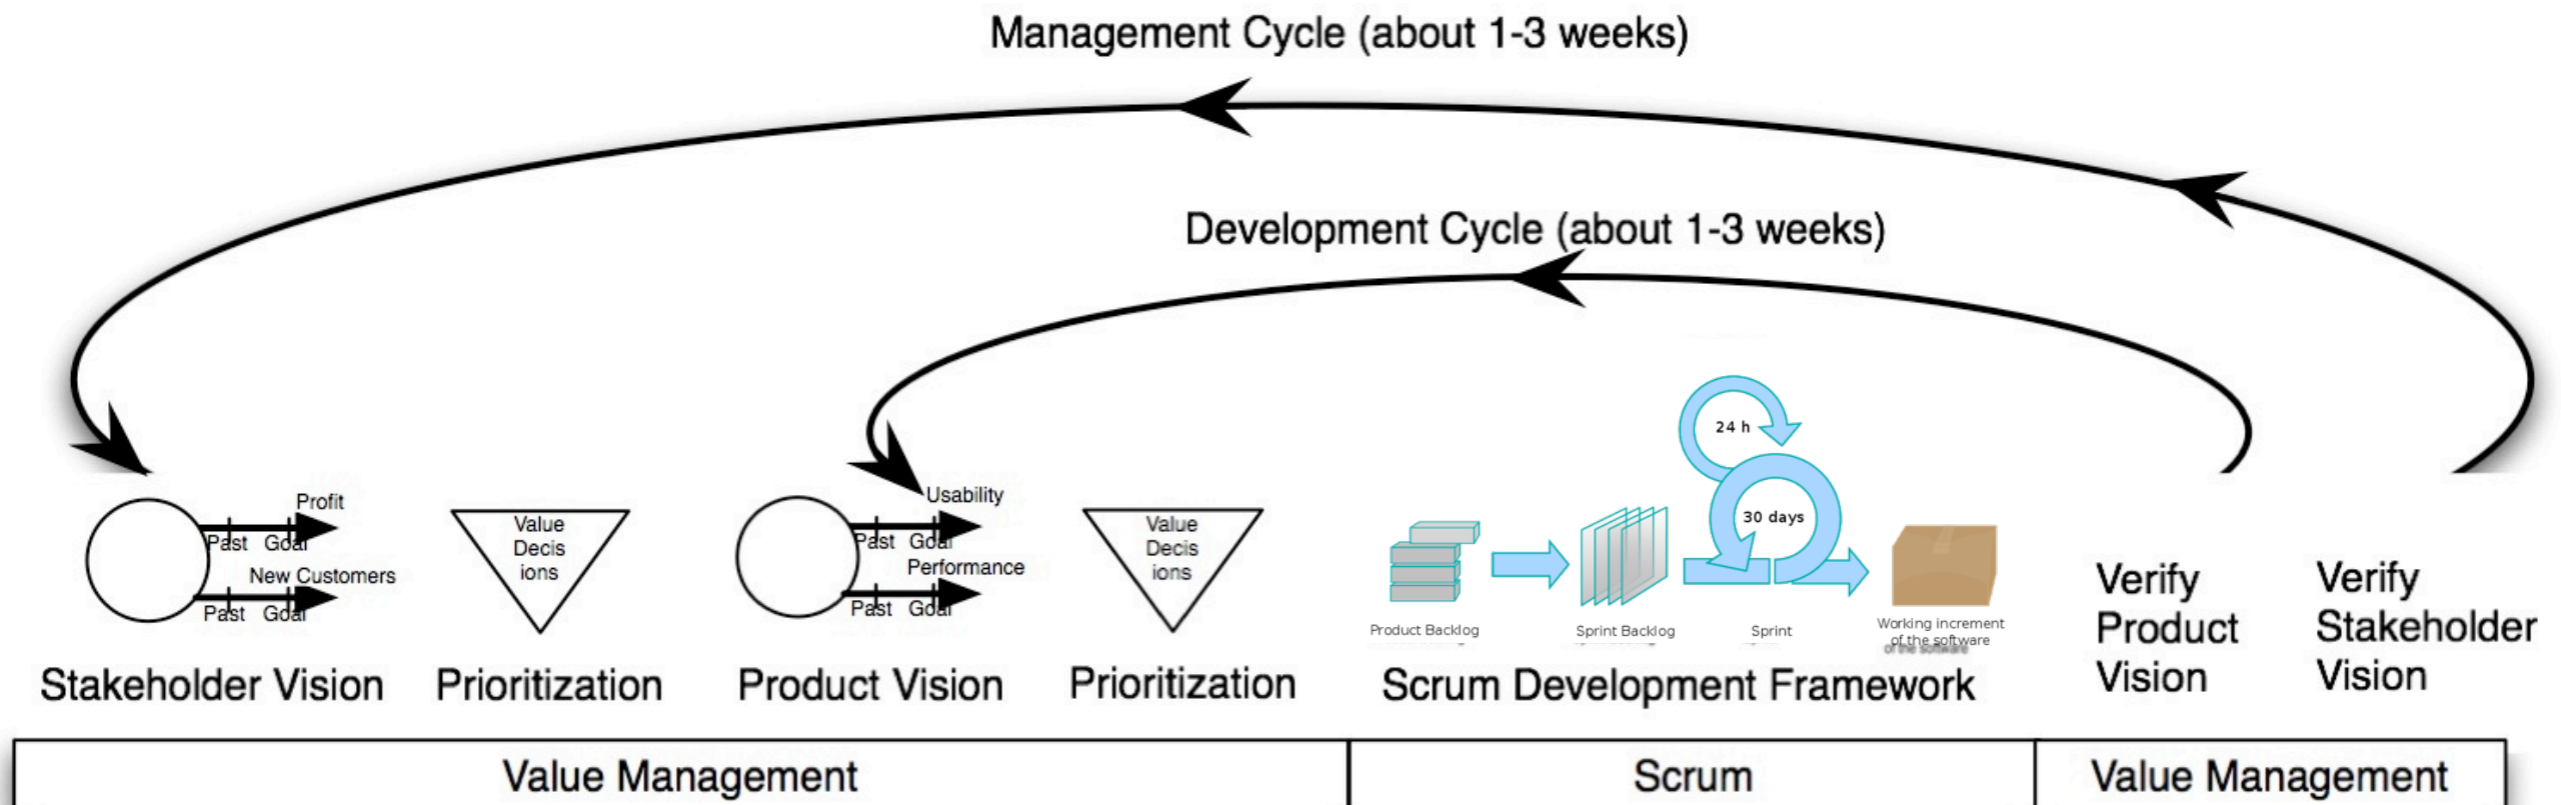 Management Cycle (about 1-3 weeks)
Development Cycle (about 1-3 weeks)
Profit
Past Goal
New Customers
Past Goal
Value
Decis
ions
Usability
Past Goal
Performance
Past Goal
Value
Decis
ions
24 h
30 days
Product Backlog
Sprint Backlog
Sprint
Working increment
of the software
of the software
Stakeholder Vision
Prioritization
Product Vision
Prioritization
Scrum Development Framework
Verify
Product
Vision
Verify
Stakeholder
Vision
Value Management
Scrum
Value Management